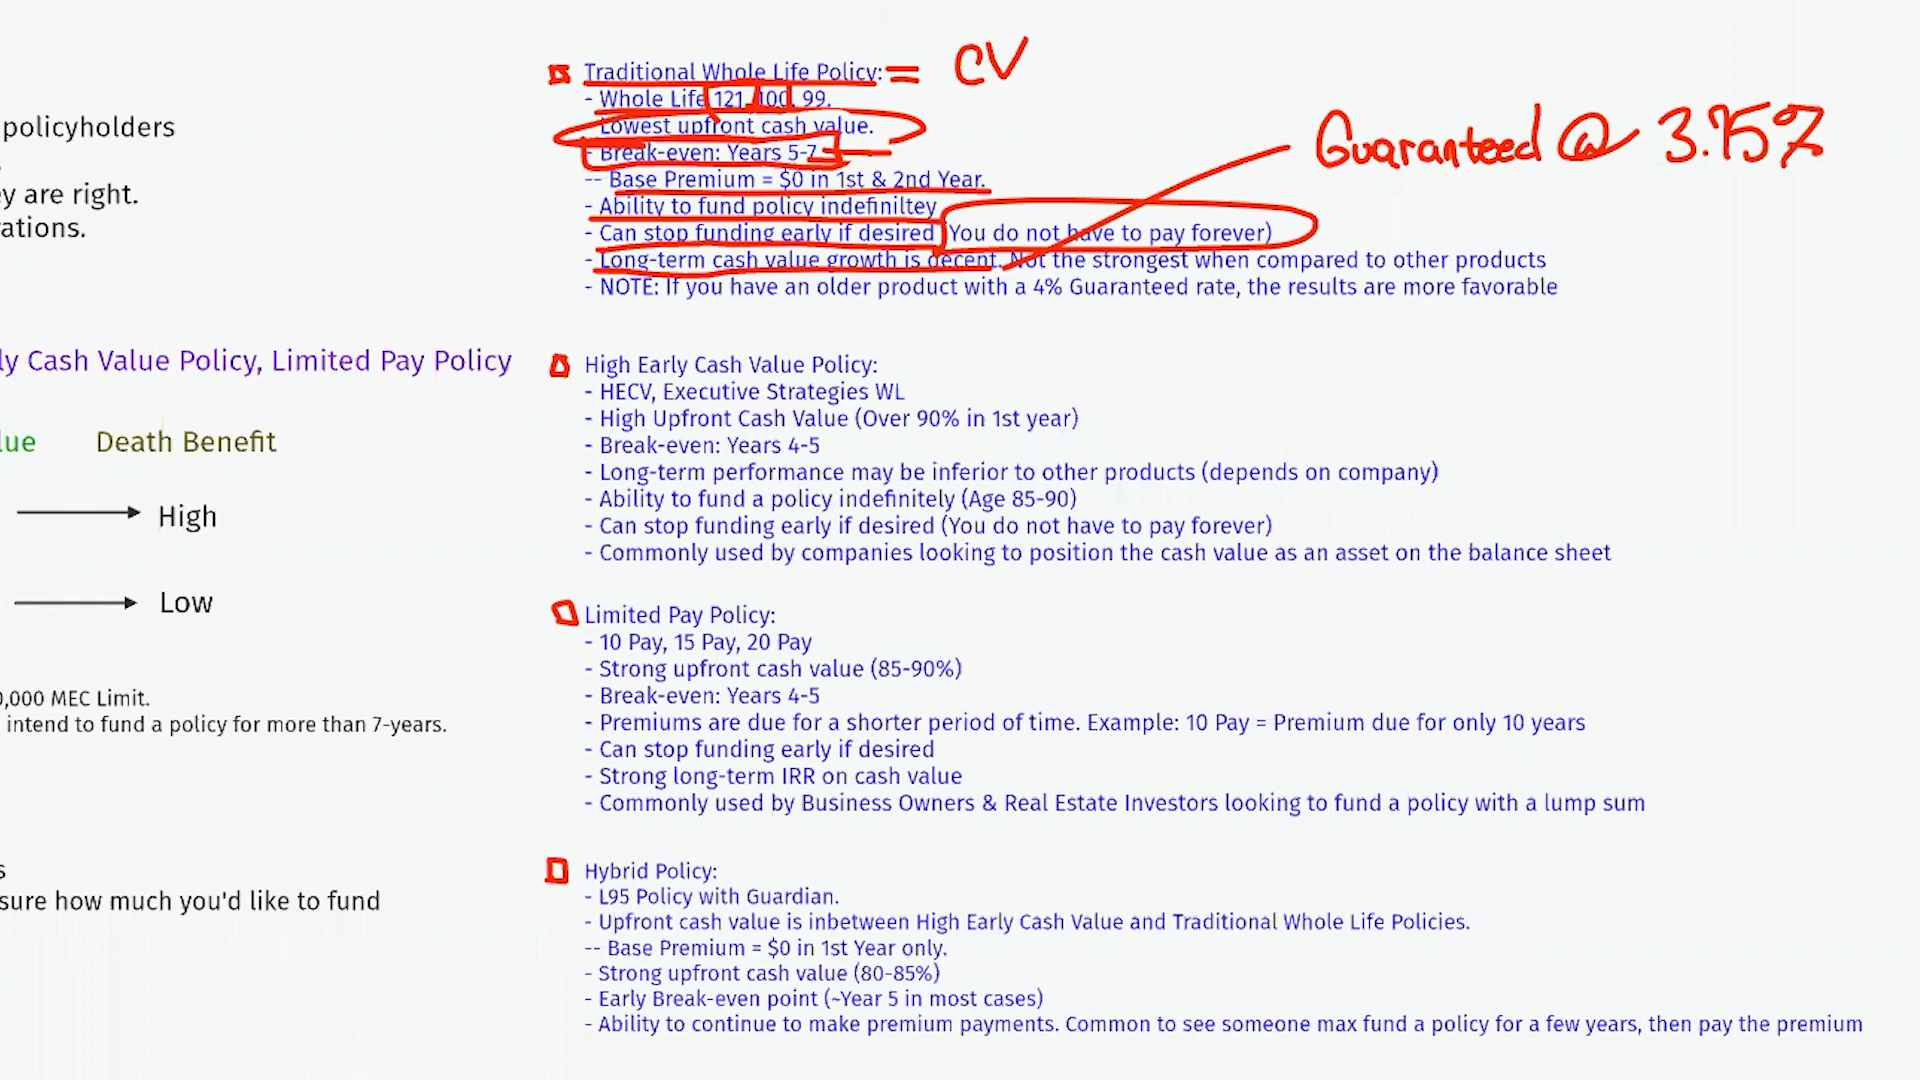 policyholders
y are right.
ations.
ly Cash Value Policy, Limited Pay Policy
lue Death Benefit
High
Low
0,000 MEC Limit.
intend to fund a policy for more than 7-years.
s
sure how much you'd like to fund
Traditional Whole Life Policy: = CV
- Whole Life 121, 100, 99.
- Lowest upfront cash value.
- Break-even: Years 5-7
-- Base Premium = $0 in 1st & 2nd Year.
- Ability to fund policy indefiniltey
- Can stop funding early if desired (You do not have to pay forever)
- Long-term cash value growth is decent. Not the strongest when compared to other products
- NOTE: If you have an older product with a 4% Guaranteed rate, the results are more favorable
Guaranteed @ 3.75%
High Early Cash Value Policy:
- HECV, Executive Strategies WL
- High Upfront Cash Value (Over 90% in 1st year)
- Break-even: Years 4-5
- Long-term performance may be inferior to other products (depends on company)
- Ability to fund a policy indefinitely (Age 85-90)
- Can stop funding early if desired (You do not have to pay forever)
- Commonly used by companies looking to position the cash value as an asset on the balance sheet
Limited Pay Policy:
- 10 Pay, 15 Pay, 20 Pay
- Strong upfront cash value (85-90%)
- Break-even: Years 4-5
- Premiums are due for a shorter period of time. Example: 10 Pay = Premium due for only 10 years
- Can stop funding early if desired
- Strong long-term IRR on cash value
- Commonly used by Business Owners & Real Estate Investors looking to fund a policy with a lump sum
Hybrid Policy:
- L95 Policy with Guardian.
- Upfront cash value is inbetween High Early Cash Value and Traditional Whole Life Policies.
-- Base Premium = $0 in 1st Year only.
- Strong upfront cash value (80-85%)
- Early Break-even point (~Year 5 in most cases)
- Ability to continue to make premium payments. Common to see someone max fund a policy for a few years, then pay the premium